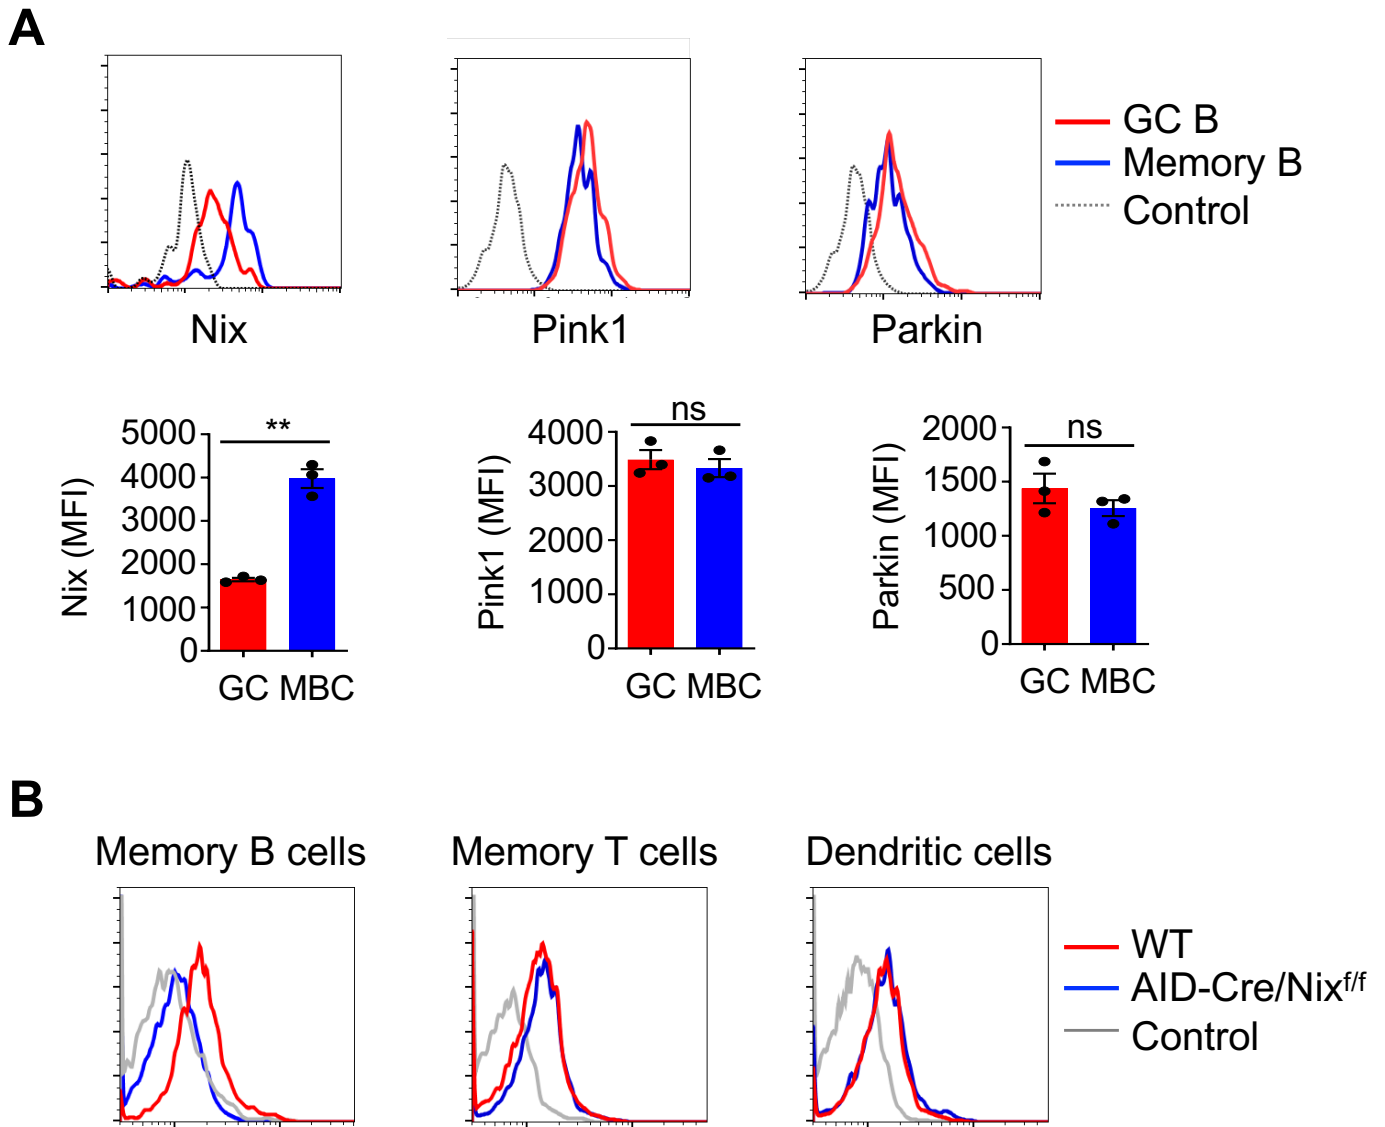 A
GC B
Memory B
Control
Nix
Pink1
Parkin
**
ns
ns
5000
4000
3000
2000
1000
0
Nix (MFI)
GC MBC
4000
3000
2000
1000
0
Pink1 (MFI)
GC MBC
2000
1500
1000
500
0
Parkin (MFI)
GC MBC
B
Memory B cells
Memory T cells
Dendritic cells
WT
AID-Cre/Nix^f/f
Control